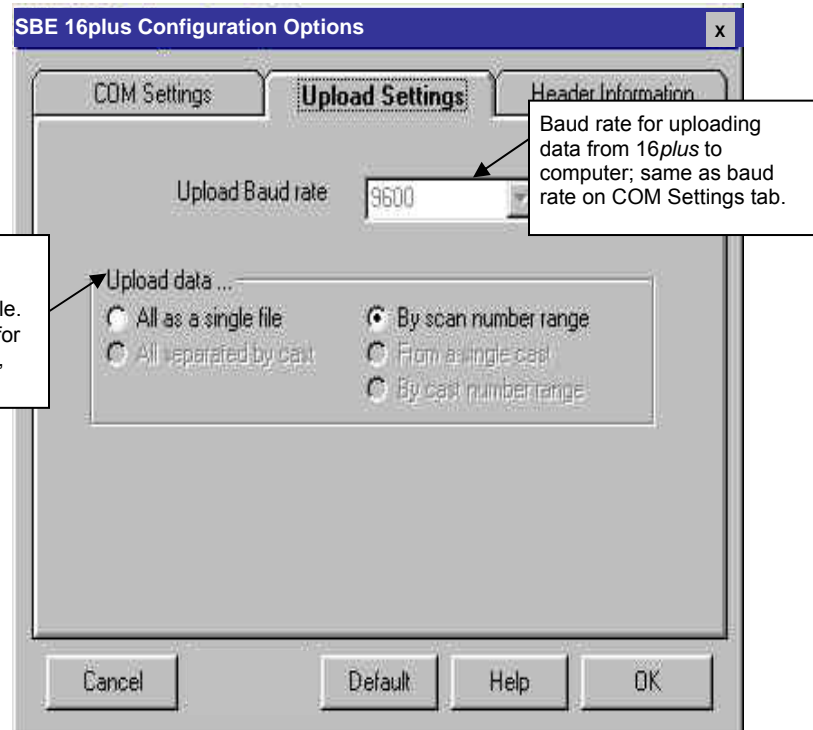 SBE 16plus Configuration Options x
COM Settings Upload Settings Header Information
Baud rate for uploading
data from 16plus to
computer; same as baud
rate on COM Settings tab.
Upload Baud rate 9600
le.
for
,
Upload data ...
All as a single file By scan number range
All separated by cast From a single cast
By cast number range
Cancel Default Help OK